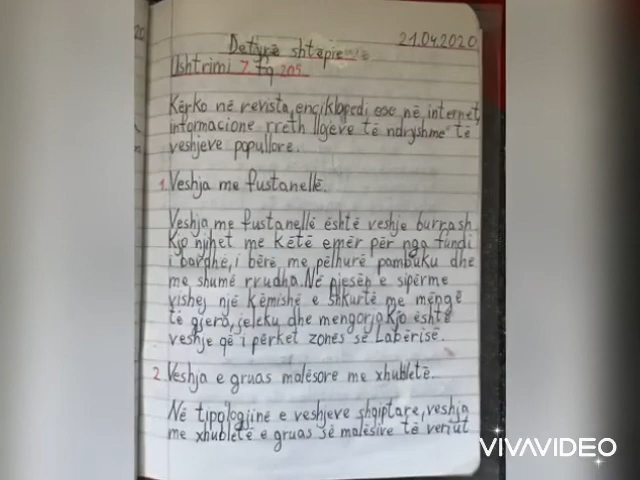 21.04.2020
Detyrë shtëpie
Ushtrimi 7. Fq 205
Kërko në revista, enciklopedi ose në internet,
informacione rreth llojeve të ndryshme të
veshjeve popullore.
1. Veshja me fustanellë.
Veshja me fustanellë është veshje burrash.
Kjo njihet me këtë emër për nga fundi
i bardhë, i bërë me pëlhurë pambuku dhe
me shumë rrudha. Në pjesën e sipërme
vishej një këmishë e shkurtë me mëngë
të gjera, jeleku dhe mengorja. Kjo është
veshje që i përket zonës së Labërisë.
2. Veshja e gruas malësore me xhubletë.
Në tipologjinë e veshjeve shqiptare, veshja
me xhubletë e gruas së malësive të veriut
VIVAVIDEO